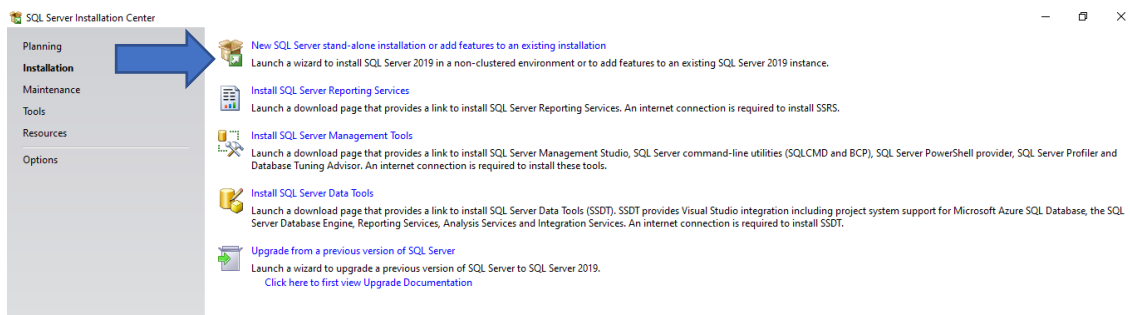 SQL Server Installation Center
Planning
Installation
Maintenance
Tools
Resources
Options
New SQL Server stand-alone installation or add features to an existing installation
Launch a wizard to install SQL Server 2019 in a non-clustered environment or to add features to an existing SQL Server 2019 instance.
Install SQL Server Reporting Services
Launch a download page that provides a link to install SQL Server Reporting Services. An internet connection is required to install SSRS.
Install SQL Server Management Tools
Launch a download page that provides a link to install SQL Server Management Studio, SQL Server command-line utilities (SQLCMD and BCP), SQL Server PowerShell provider, SQL Server Profiler and
Database Tuning Advisor. An internet connection is required to install these tools.
Install SQL Server Data Tools
Launch a download page that provides a link to install SQL Server Data Tools (SSDT). SSDT provides Visual Studio integration including project system support for Microsoft Azure SQL Database, the SQL
Server Database Engine, Reporting Services, Analysis Services and Integration Services. An internet connection is required to install SSDT.
Upgrade from a previous version of SQL Server
Launch a wizard to upgrade a previous version of SQL Server to SQL Server 2019.
Click here to first view Upgrade Documentation